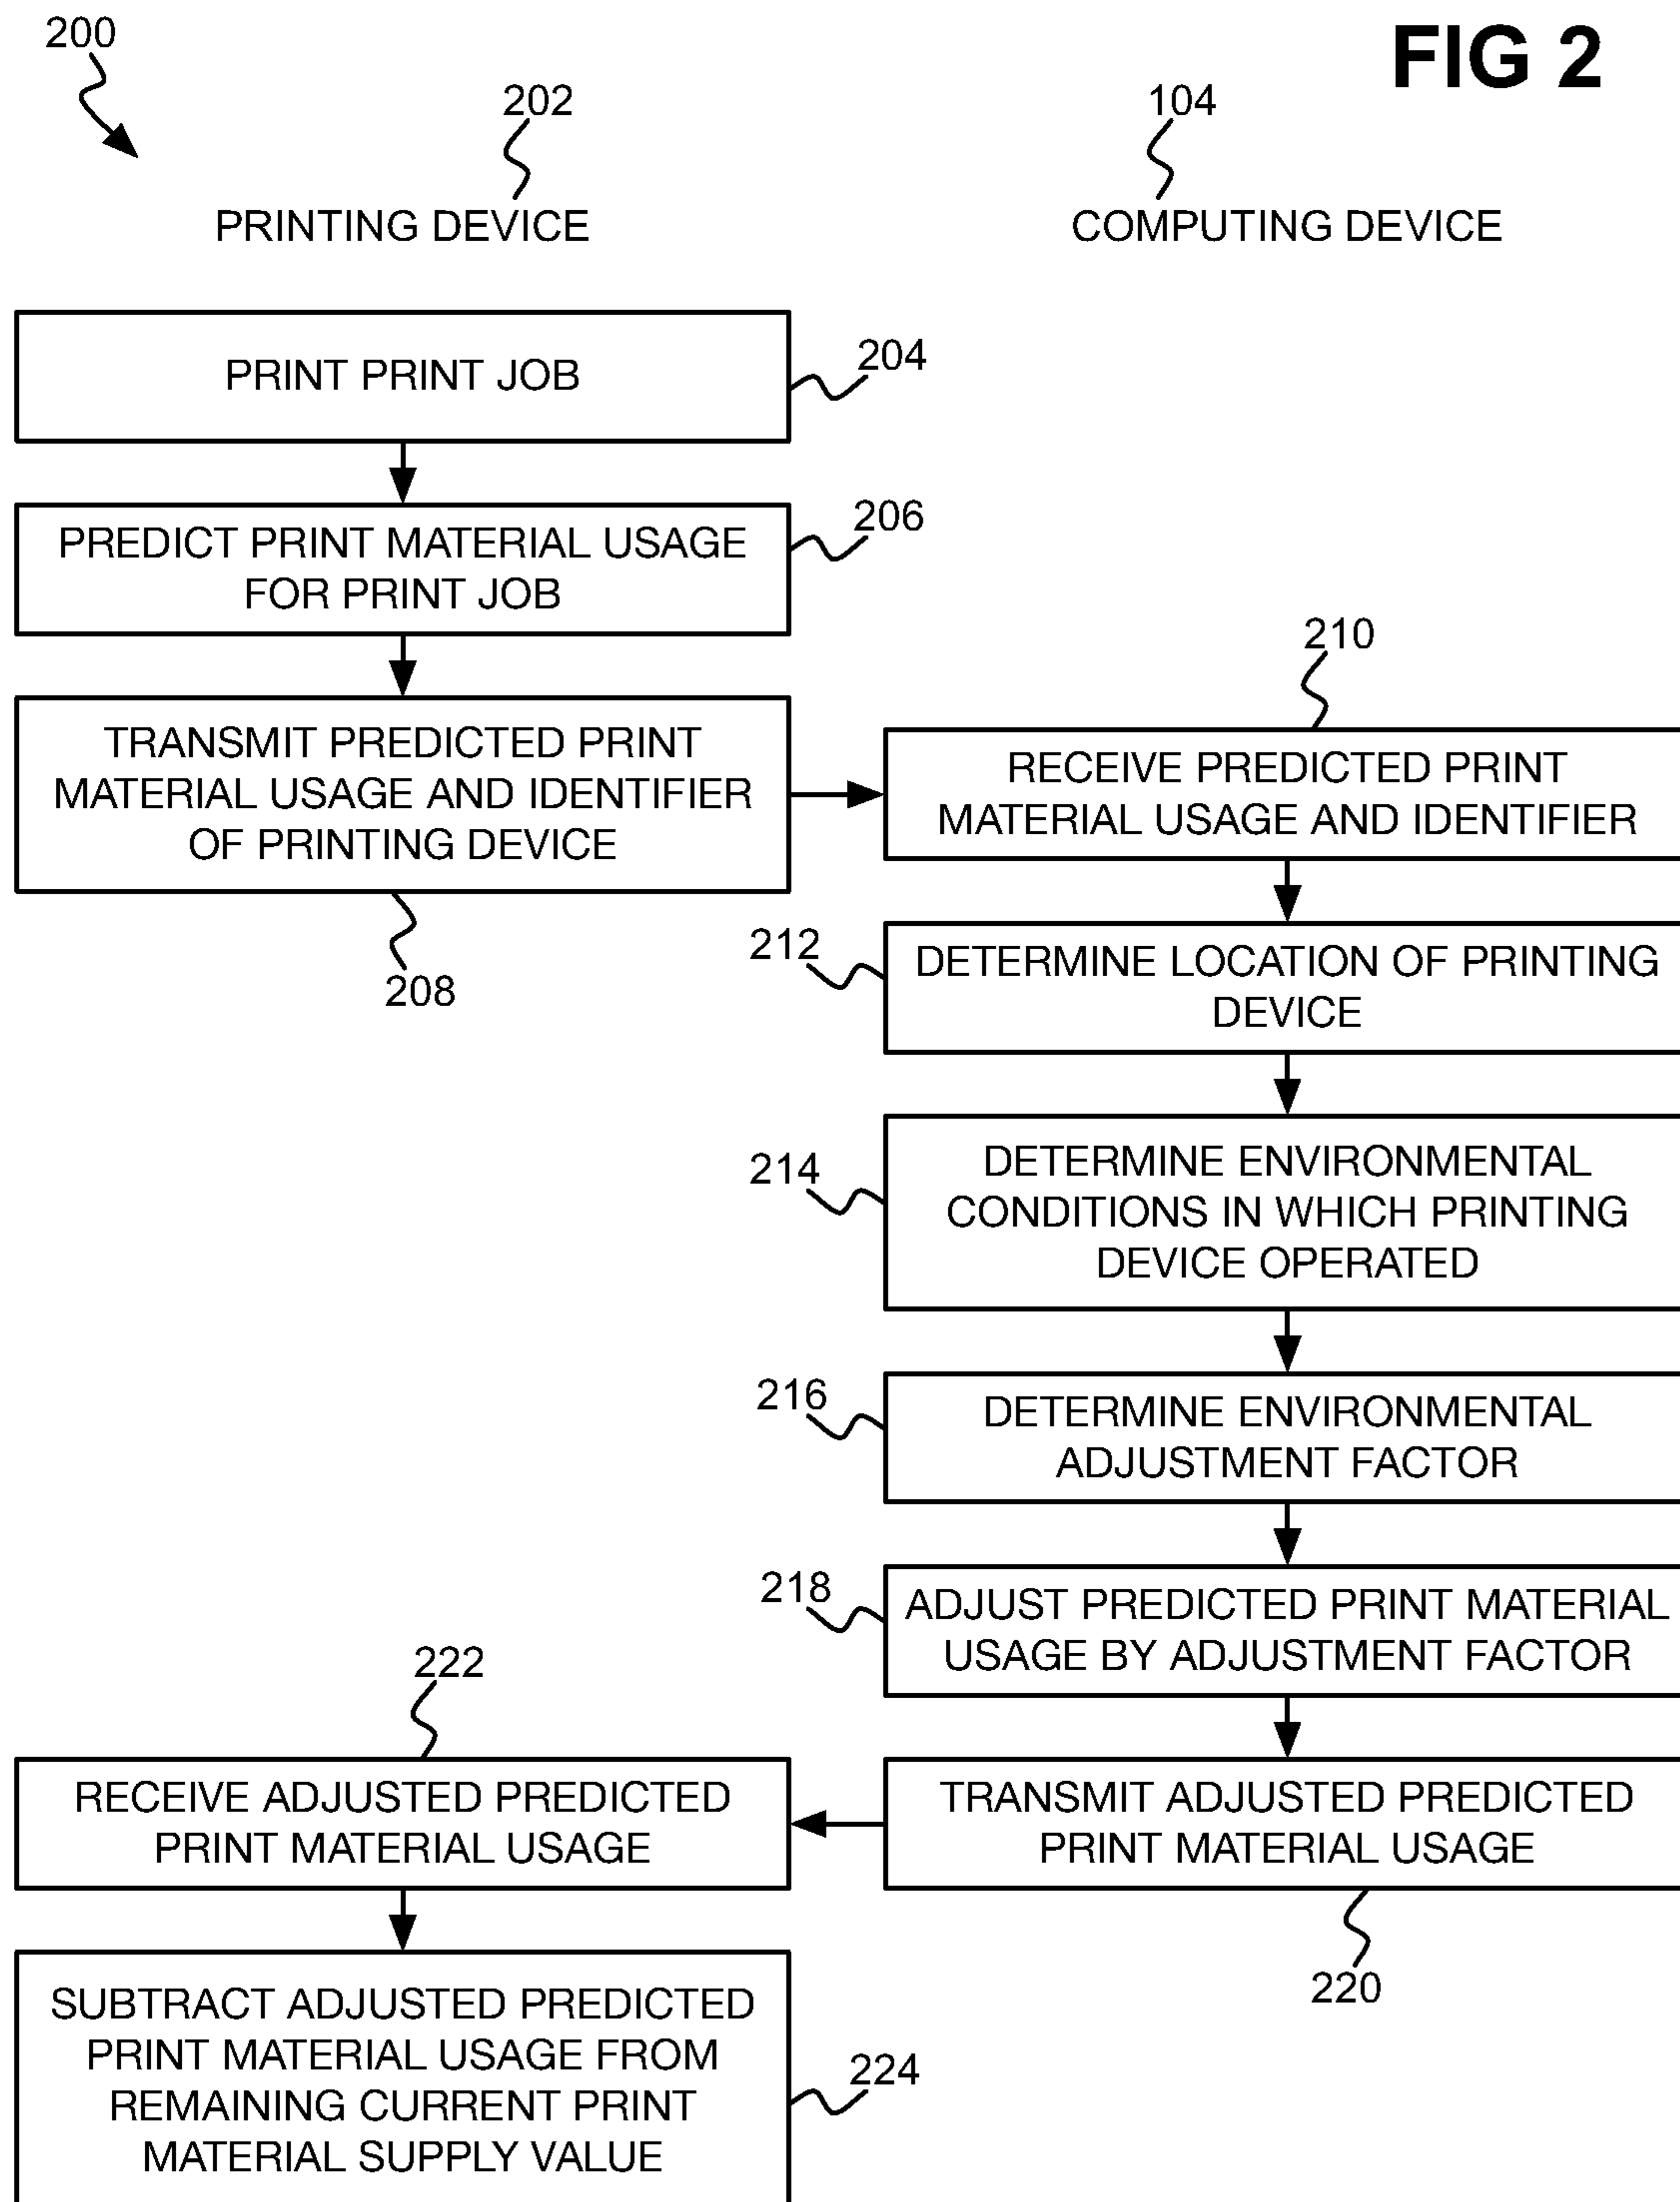 200
FIG 2
202
104
PRINTING DEVICE
COMPUTING DEVICE
PRINT PRINT JOB
204
PREDICT PRINT MATERIAL USAGE
FOR PRINT JOB
206
TRANSMIT PREDICTED PRINT
MATERIAL USAGE AND IDENTIFIER
OF PRINTING DEVICE
208
210
RECEIVE PREDICTED PRINT
MATERIAL USAGE AND IDENTIFIER
212
DETERMINE LOCATION OF PRINTING
DEVICE
214
DETERMINE ENVIRONMENTAL
CONDITIONS IN WHICH PRINTING
DEVICE OPERATED
216
DETERMINE ENVIRONMENTAL
ADJUSTMENT FACTOR
218
ADJUST PREDICTED PRINT MATERIAL
USAGE BY ADJUSTMENT FACTOR
TRANSMIT ADJUSTED PREDICTED
PRINT MATERIAL USAGE
220
222
RECEIVE ADJUSTED PREDICTED
PRINT MATERIAL USAGE
SUBTRACT ADJUSTED PREDICTED
PRINT MATERIAL USAGE FROM
REMAINING CURRENT PRINT
MATERIAL SUPPLY VALUE
224